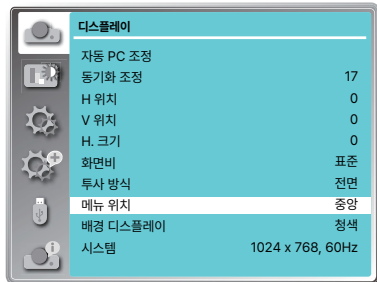 디스플레이
자동 PC 조정
동기화 조정 17
H 위치 0
V 위치 0
H. 크기 0
화면비 표준
투사 방식 전면
메뉴 위치 중앙
배경 디스플레이 청색
시스템 1024 x 768, 60Hz